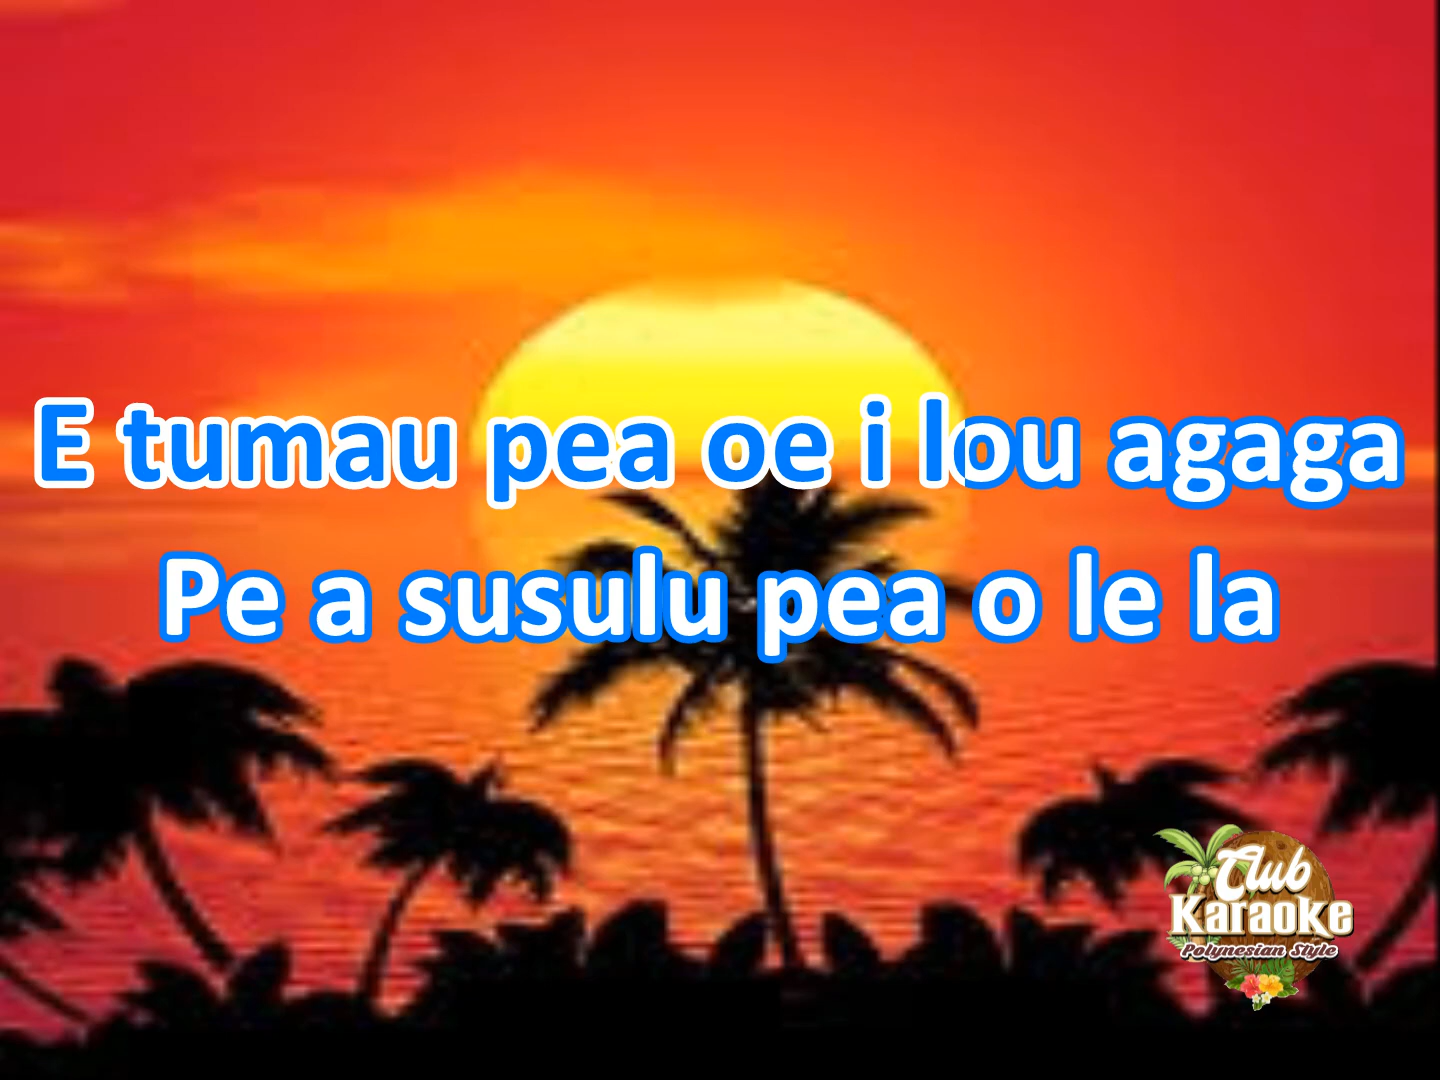 E tumau pea oe i lou agaga
Pe a susulu pea o le la
Club
Karaoke
Polynesian Style